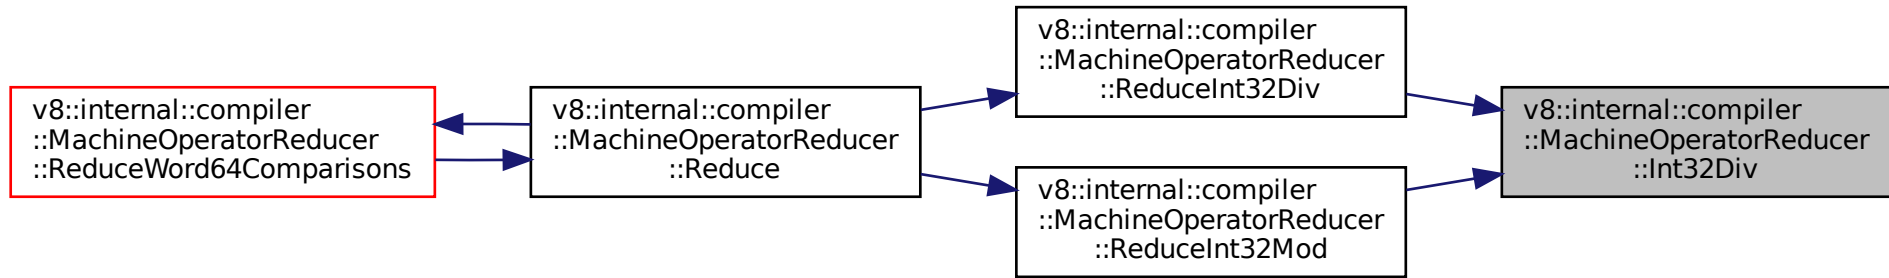 v8::internal::compiler
::MachineOperatorReducer
::ReduceWord64Comparisons
v8::internal::compiler
::MachineOperatorReducer
::Reduce
v8::internal::compiler
::MachineOperatorReducer
::ReduceInt32Div
v8::internal::compiler
::MachineOperatorReducer
::ReduceInt32Mod
v8::internal::compiler
::MachineOperatorReducer
::Int32Div